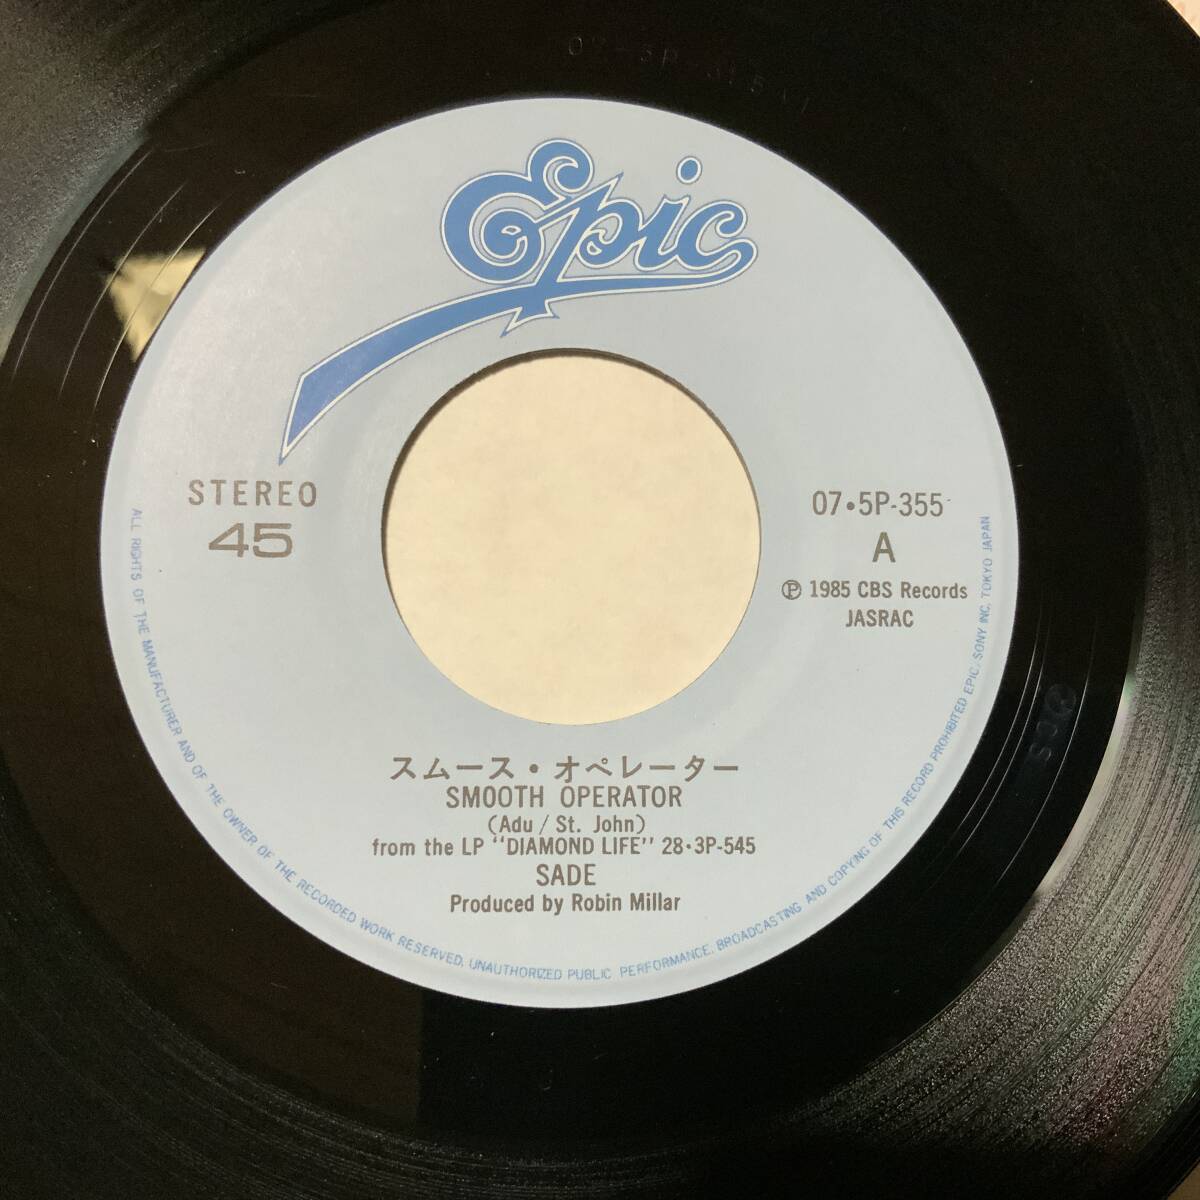 Epic
STEREO
45
07・5P-355
A
Ⓟ 1985 CBS Records
JASRAC
スムース・オペレーター
SMOOTH OPERATOR
(Adu / St. John)
from the LP "DIAMOND LIFE" 28・3P-545
SADE
Produced by Robin Millar
ALL RIGHTS OF THE MANUFACTURER AND OF THE OWNER OF THE RECORDED WORK RESERVED. UNAUTHORIZED PUBLIC PERFORMANCE, BROADCASTING AND COPYING OF THIS RECORD PROHIBITED EPIC/SONY INC. TOKYO JAPAN